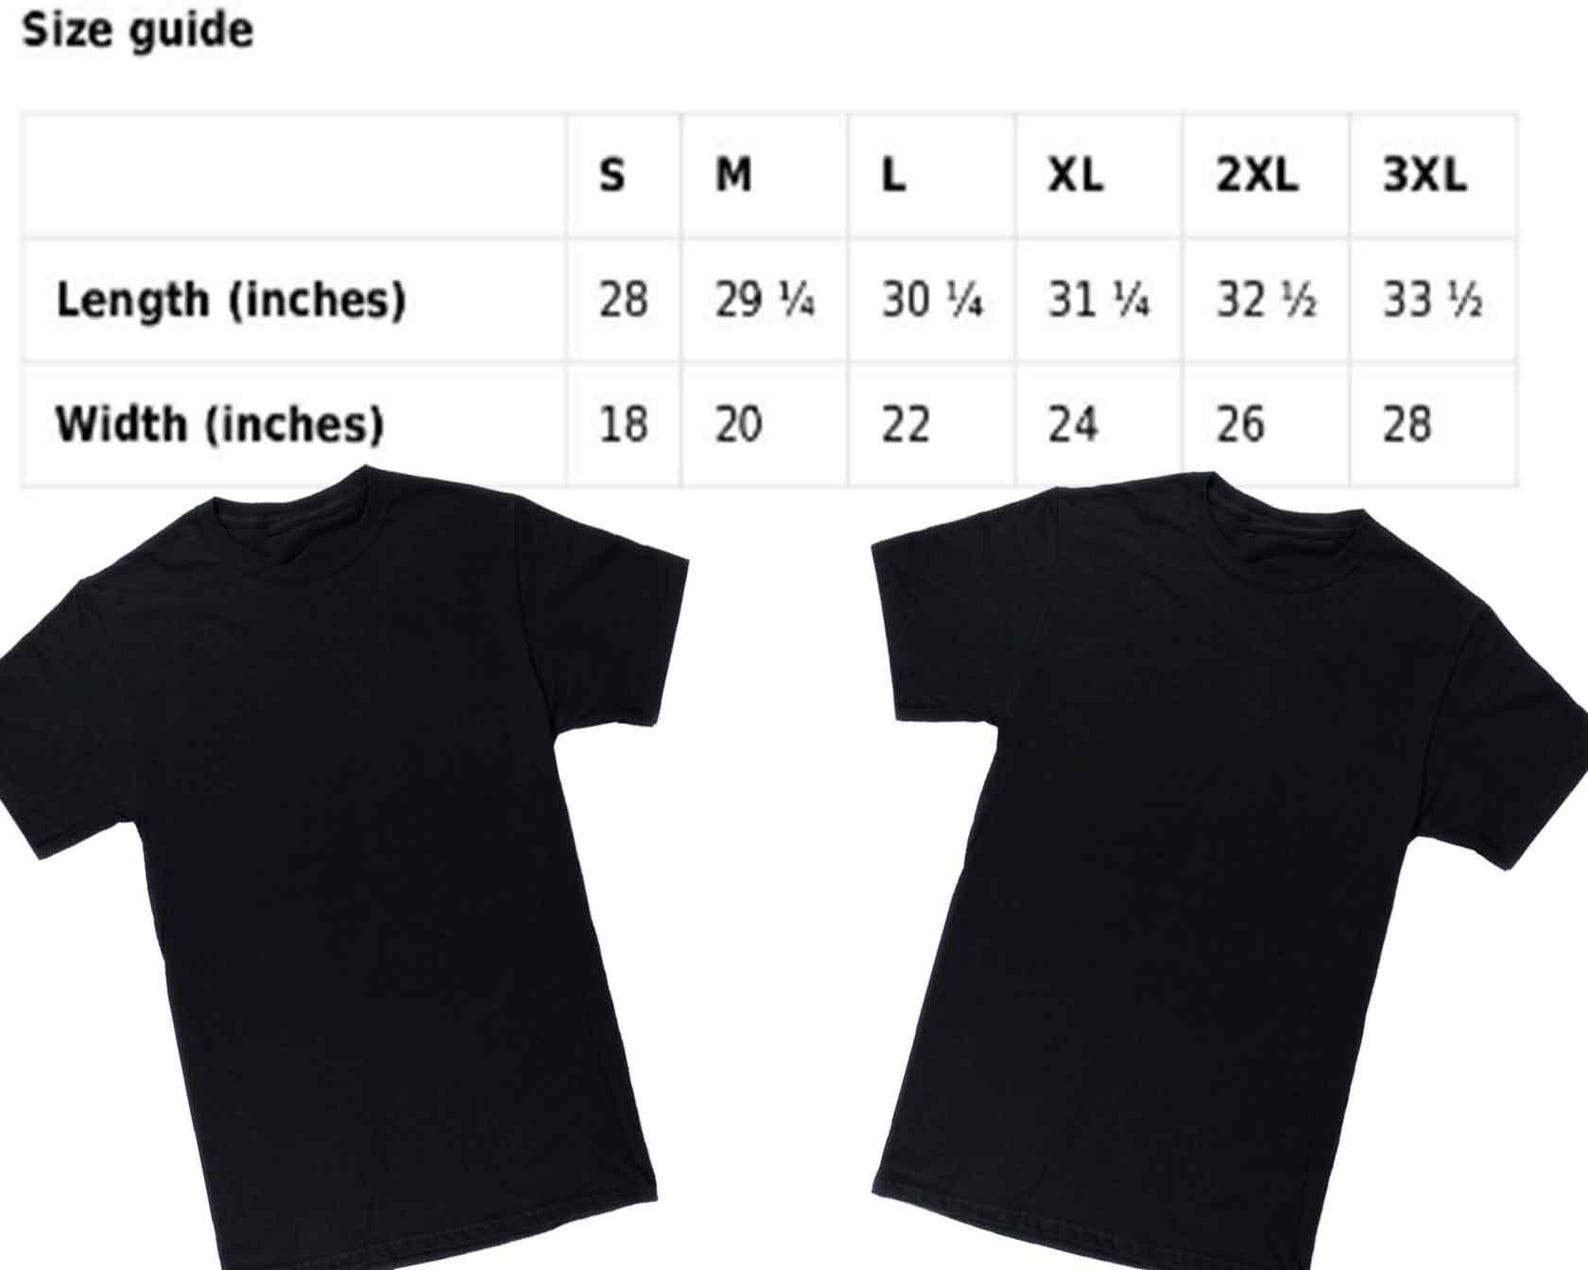 Size guide
S M L XL 2XL 3XL
Length (inches) 28 29 ¼ 30 ¼ 31 ¼ 32 ½ 33 ½
Width (inches) 18 20 22 24 26 28